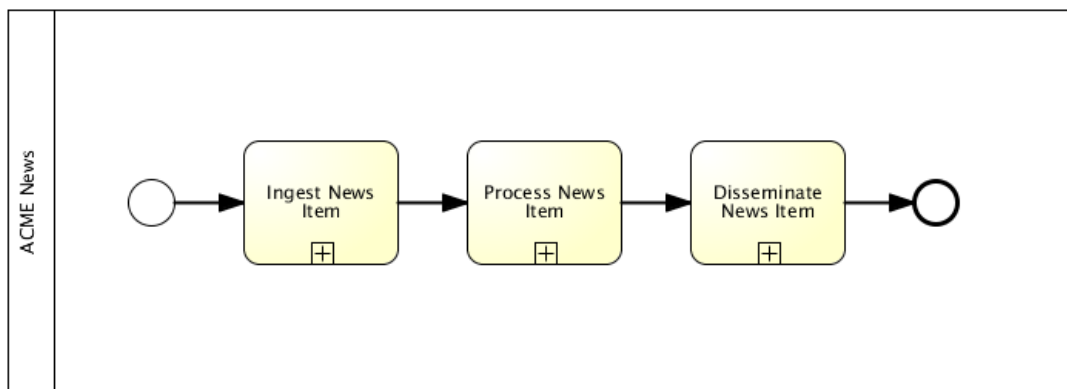 ACME News
Ingest News
Item
Process News
Item
Disseminate
News Item